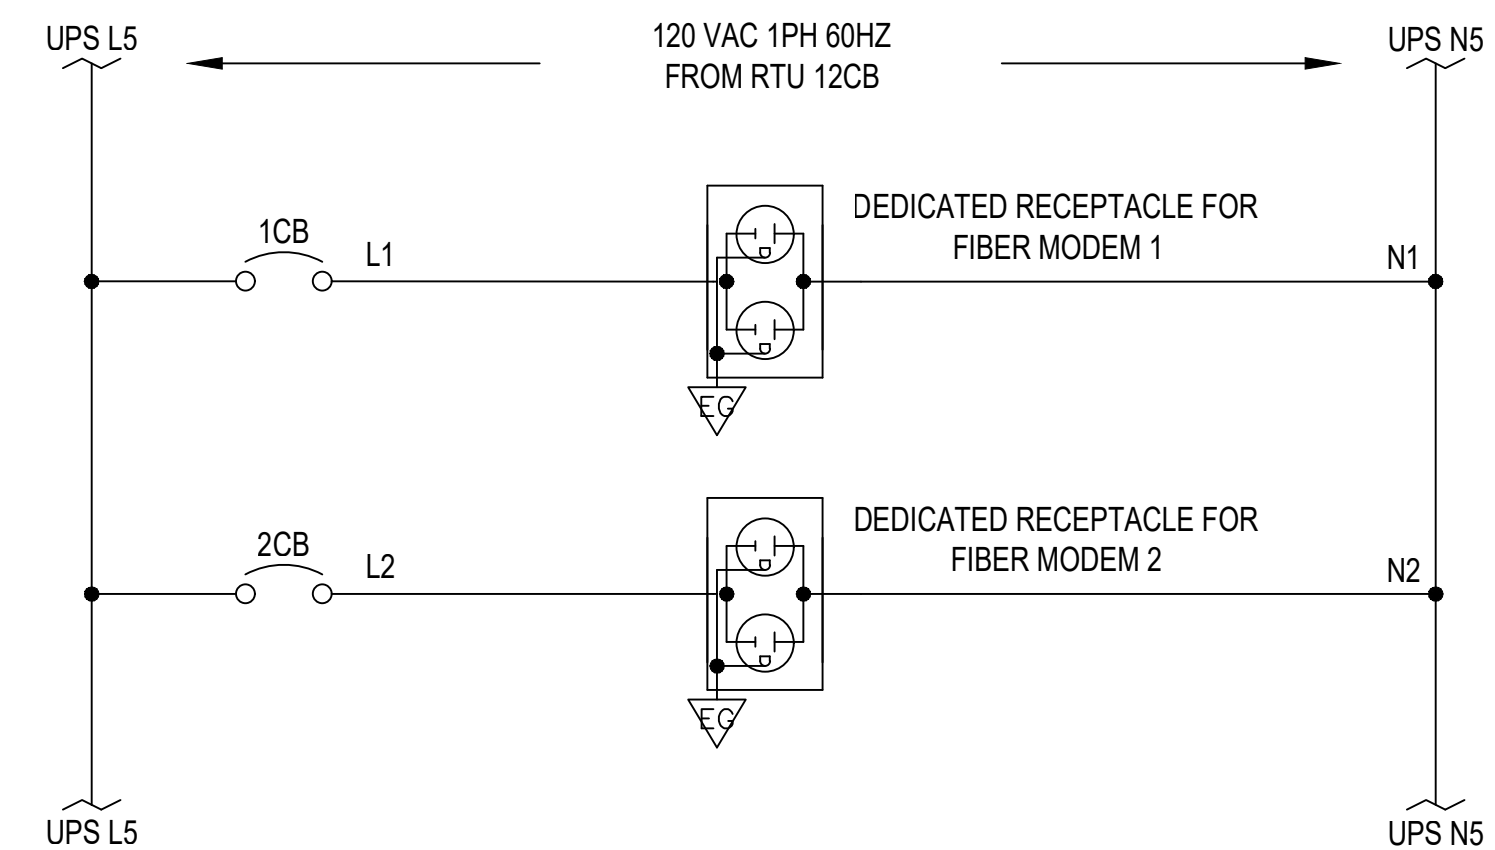 UPS L5
120 VAC 1PH 60HZ
FROM RTU 12CB
UPS N5
1CB
L1
DEDICATED RECEPTACLE FOR
FIBER MODEM 1
N1
EG
2CB
L2
DEDICATED RECEPTACLE FOR
FIBER MODEM 2
N2
EG
UPS L5
UPS N5